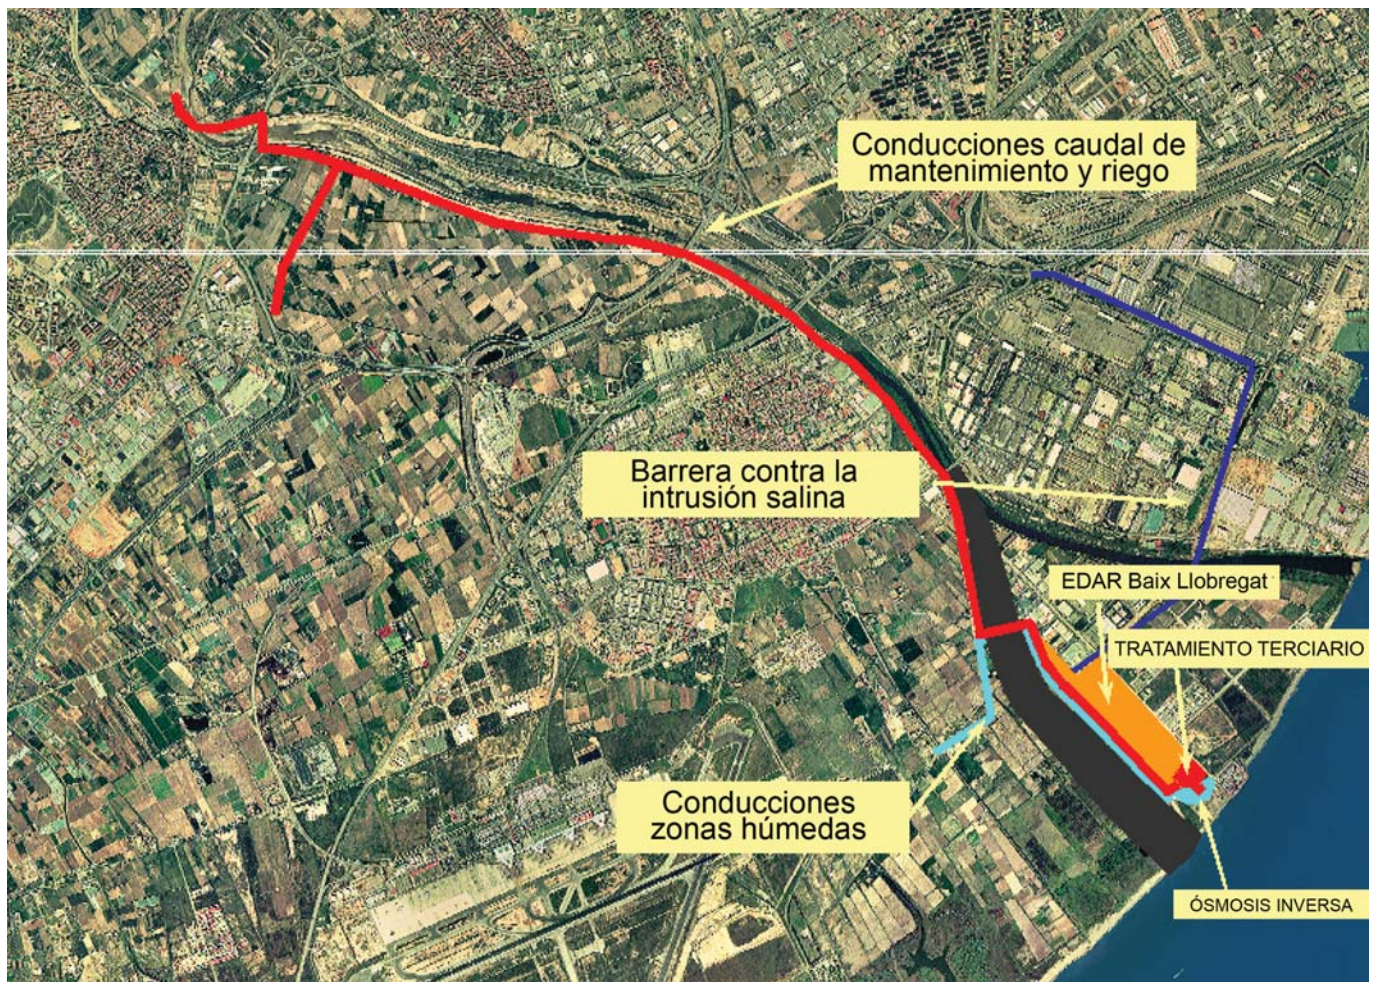 Conducciones caudal de
mantenimiento y riego
Barrera contra la
intrusión salina
EDAR Baix Llobregat
TRATAMIENTO TERCIARIO
Conducciones
zonas húmedas
ÓSMOSIS INVERSA